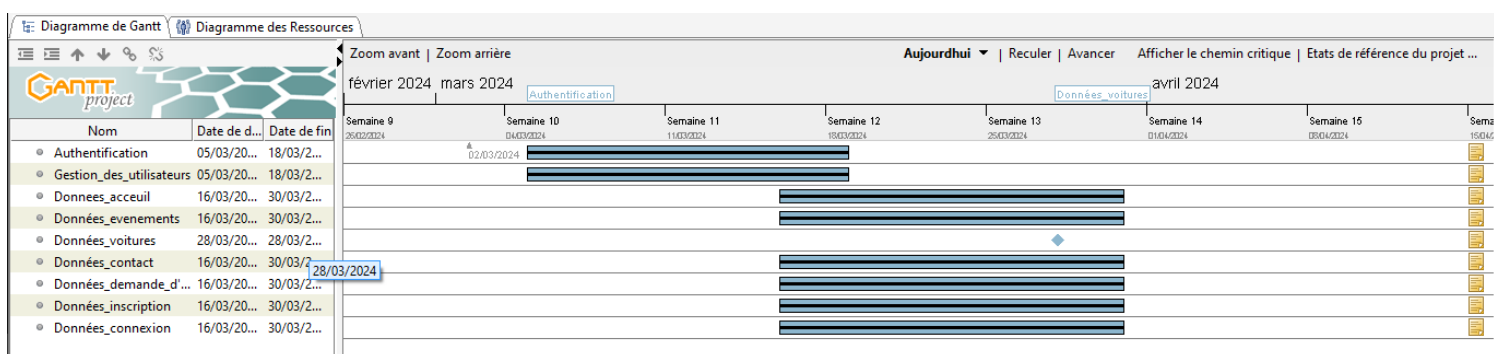 Diagramme de Gantt Diagramme des Ressources
Zoom avant | Zoom arrière Aujourdhui | Reculer | Avancer Afficher le chemin critique | Etats de référence du projet ...
GANTT project
février 2024 mars 2024 avril 2024
Authentification Données_voitures
Semaine 9 Semaine 10 Semaine 11 Semaine 12 Semaine 13 Semaine 14 Semaine 15 Sema
26/02/2024 04/03/2024 11/03/2024 18/03/2024 25/03/2024 01/04/2024 08/04/2024 15/04/2
Nom Date de d... Date de fin
Authentification 05/03/20... 18/03/2... 02/03/2024
Gestion_des_utilisateurs 05/03/20... 18/03/2...
Donnees_acceuil 16/03/20... 30/03/2...
Données_evenements 16/03/20... 30/03/2...
Données_voitures 28/03/20... 28/03/2...
Données_contact 16/03/20... 30/03/2...
28/03/2024
Données_demande_d'... 16/03/20... 30/03/2...
Données_inscription 16/03/20... 30/03/2...
Données_connexion 16/03/20... 30/03/2...